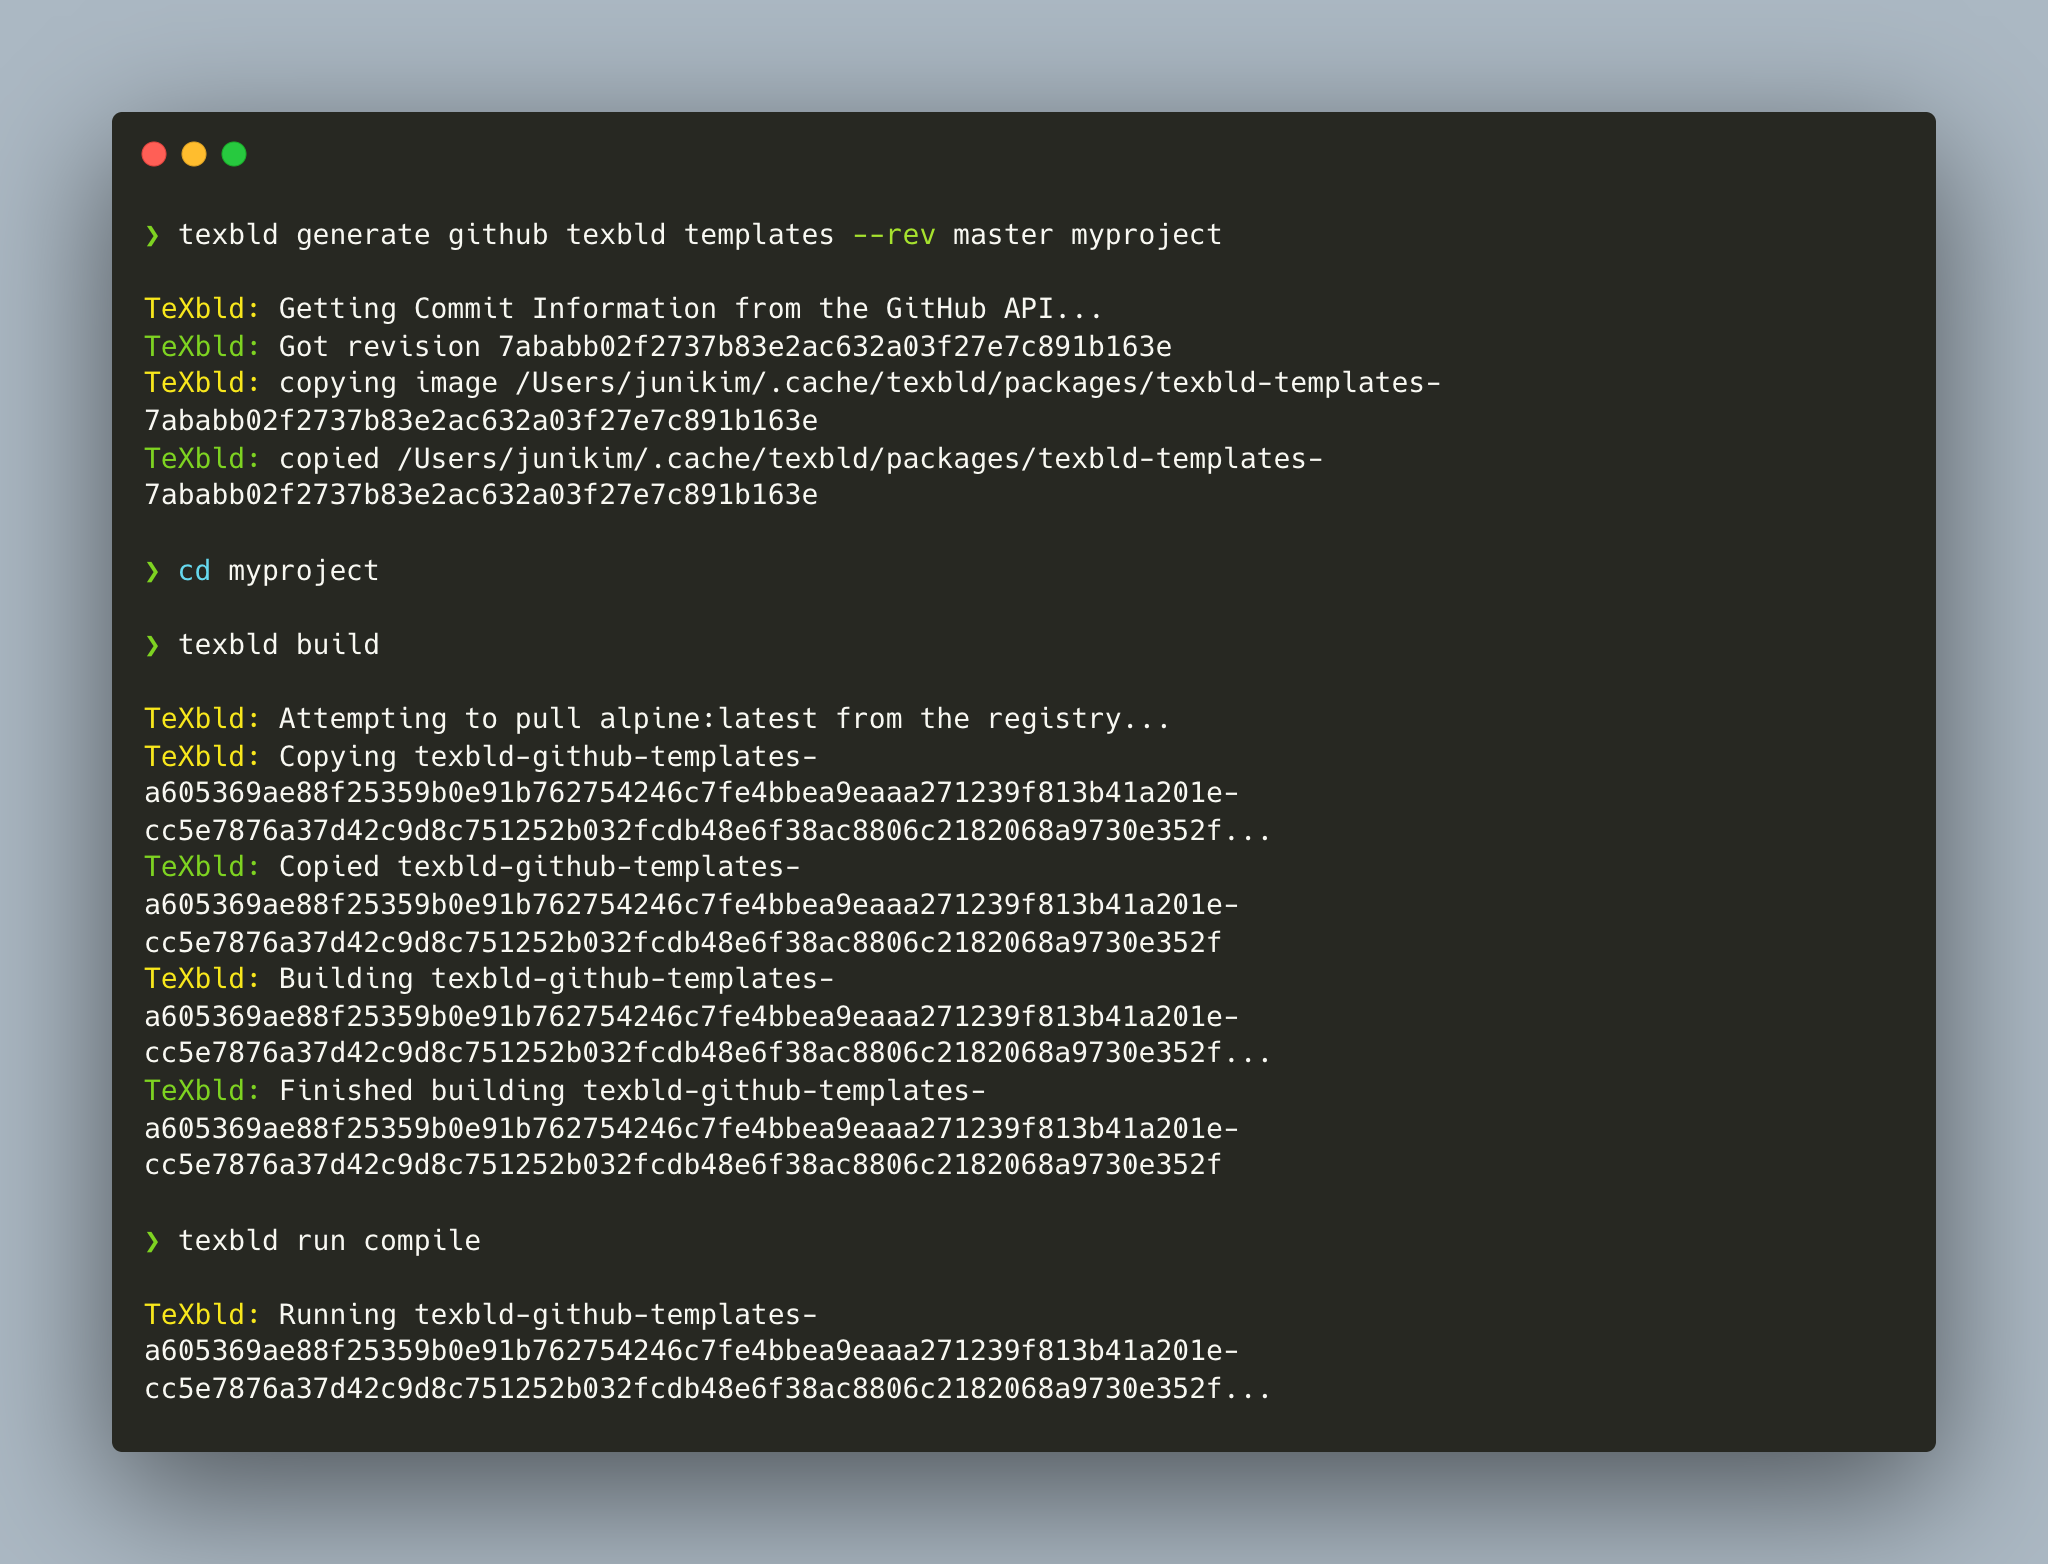 ❯ texbld generate github texbld templates --rev master myproject
TeXbld: Getting Commit Information from the GitHub API...
TeXbld: Got revision 7ababb02f2737b83e2ac632a03f27e7c891b163e
TeXbld: copying image /Users/junikim/.cache/texbld/packages/texbld-templates-
7ababb02f2737b83e2ac632a03f27e7c891b163e
TeXbld: copied /Users/junikim/.cache/texbld/packages/texbld-templates-
7ababb02f2737b83e2ac632a03f27e7c891b163e
❯ cd myproject
❯ texbld build
TeXbld: Attempting to pull alpine:latest from the registry...
TeXbld: Copying texbld-github-templates-
a605369ae88f25359b0e91b762754246c7fe4bbea9eaaa271239f813b41a201e-
cc5e7876a37d42c9d8c751252b032fcdb48e6f38ac8806c2182068a9730e352f...
TeXbld: Copied texbld-github-templates-
a605369ae88f25359b0e91b762754246c7fe4bbea9eaaa271239f813b41a201e-
cc5e7876a37d42c9d8c751252b032fcdb48e6f38ac8806c2182068a9730e352f
TeXbld: Building texbld-github-templates-
a605369ae88f25359b0e91b762754246c7fe4bbea9eaaa271239f813b41a201e-
cc5e7876a37d42c9d8c751252b032fcdb48e6f38ac8806c2182068a9730e352f...
TeXbld: Finished building texbld-github-templates-
a605369ae88f25359b0e91b762754246c7fe4bbea9eaaa271239f813b41a201e-
cc5e7876a37d42c9d8c751252b032fcdb48e6f38ac8806c2182068a9730e352f
❯ texbld run compile
TeXbld: Running texbld-github-templates-
a605369ae88f25359b0e91b762754246c7fe4bbea9eaaa271239f813b41a201e-
cc5e7876a37d42c9d8c751252b032fcdb48e6f38ac8806c2182068a9730e352f...